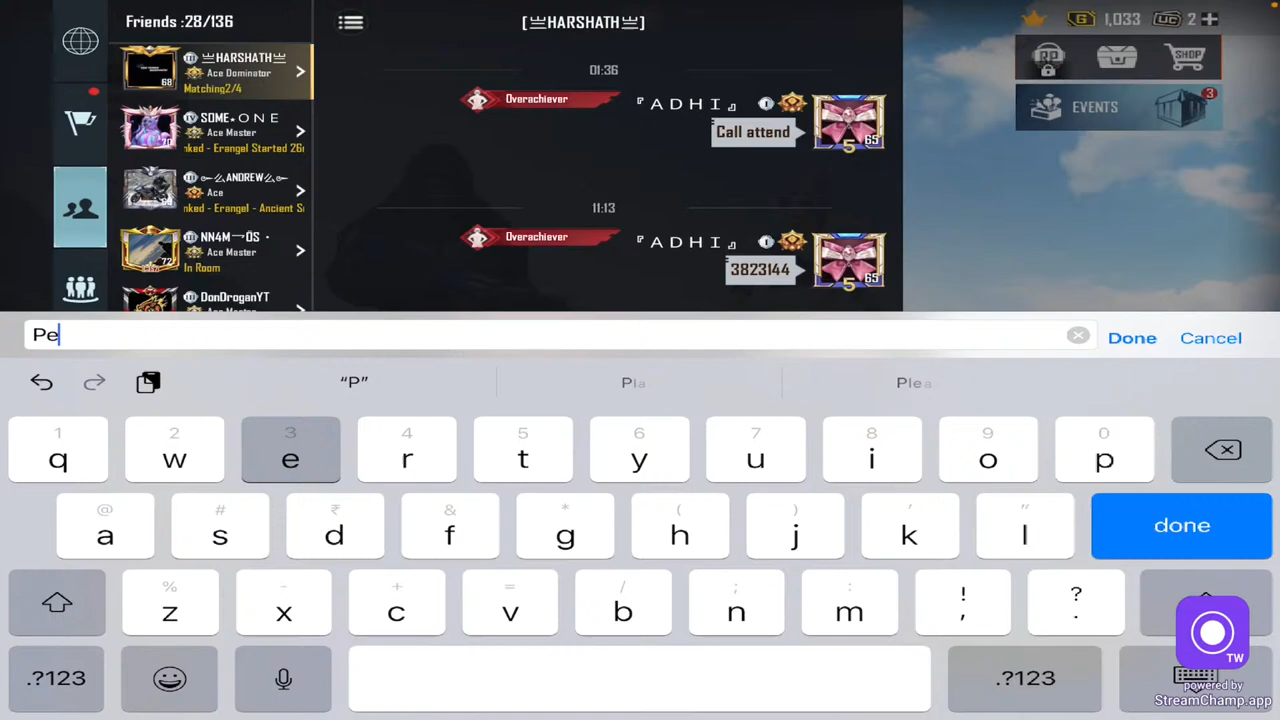 Friends :28/136
[亗HARSHATH亗]
1,033
2
RP
SHOP
EVENTS
3
亗HARSHATH亗
Ace Dominator
Matching2/4
68
SOME★O N E
Ace Master
nked - Erangel Started 26
ANDREW
Ace
nked - Erangel - Ancient S
Ace Master
In Room
72
DonDroganYT
01:36
Overachiever
『 A D H I 』
Call attend
5
65
11:13
Overachiever
『 A D H I 』
3823144
5
65
Pe
Done
Cancel
“P”
Pla
Plea
1 2 3 4 5 6 7 8 9 0
q w e r t y u i o p
@ # ₹ & * ( ) ' "
a s d f g h j k l
done
% - + = / ; : ! ?
z x c v b n m , .
.?123
.?123
TW
powered by
StreamChamp.app